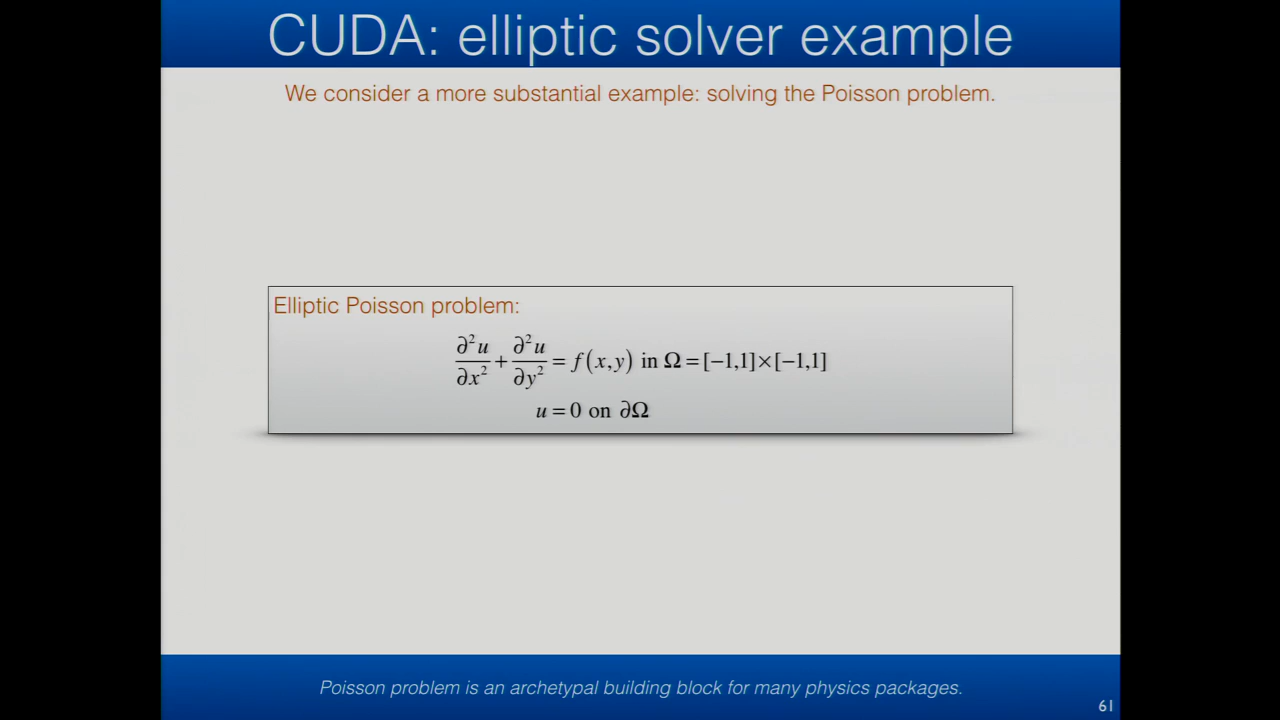 CUDA: elliptic solver example
We consider a more substantial example: solving the Poisson problem.
Elliptic Poisson problem:
∂²u/∂x² + ∂²u/∂y² = f(x,y) in Ω=[−1,1]×[−1,1]
u = 0 on ∂Ω
Poisson problem is an archetypal building block for many physics packages.
61